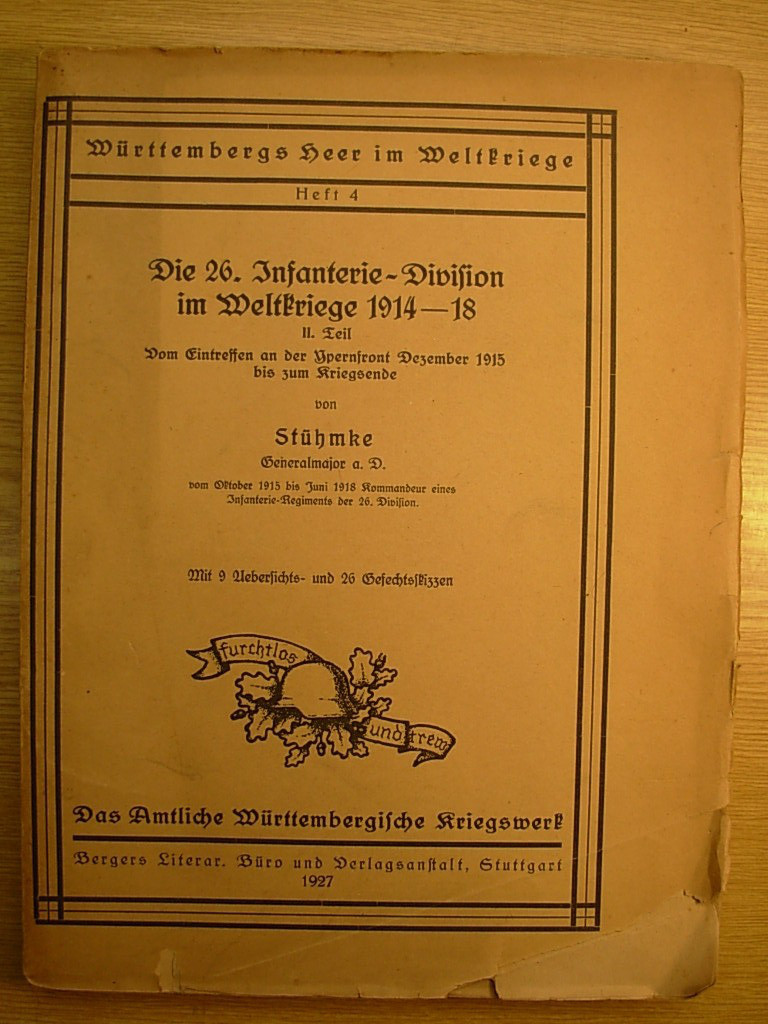 Württembergs Heer im Weltkriege
Heft 4
Die 26. Infanterie-Division
im Weltkriege 1914—18
II. Teil
Vom Eintreffen an der Ypernfront Dezember 1915
bis zum Kriegsende
von
Stühmke
Generalmajor a. D.
vom Oktober 1915 bis Juni 1918 Kommandeur eines
Infanterie-Regiments der 26. Division.
Mit 9 Uebersichts- und 26 Gefechtsskizzen
furchtlos
und trew
Das Amtliche Württembergische Kriegswerk
Bergers Literar. Büro und Verlagsanstalt, Stuttgart
1927